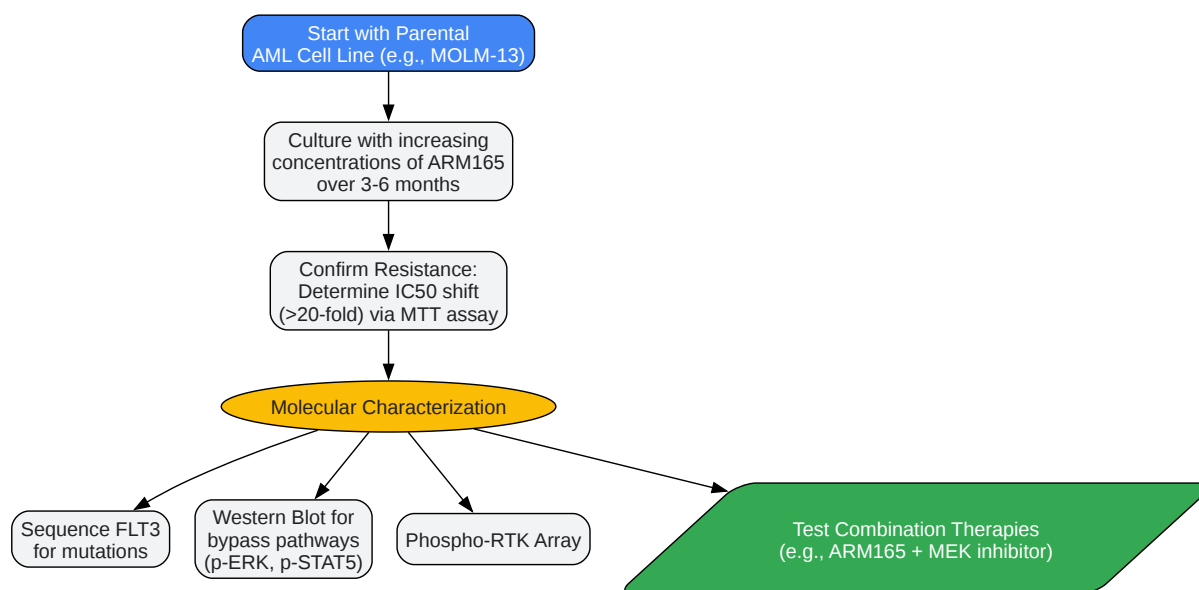 Start with Parental
AML Cell Line (e.g., MOLM-13)
Culture with increasing
concentrations of ARM165
over 3-6 months
Confirm Resistance:
Determine IC50 shift
(>20-fold) via MTT assay
Molecular Characterization
Sequence FLT3
for mutations
Western Blot for
bypass pathways
(p-ERK, p-STAT5)
Phospho-RTK Array
Test Combination Therapies
(e.g., ARM165 + MEK inhibitor)